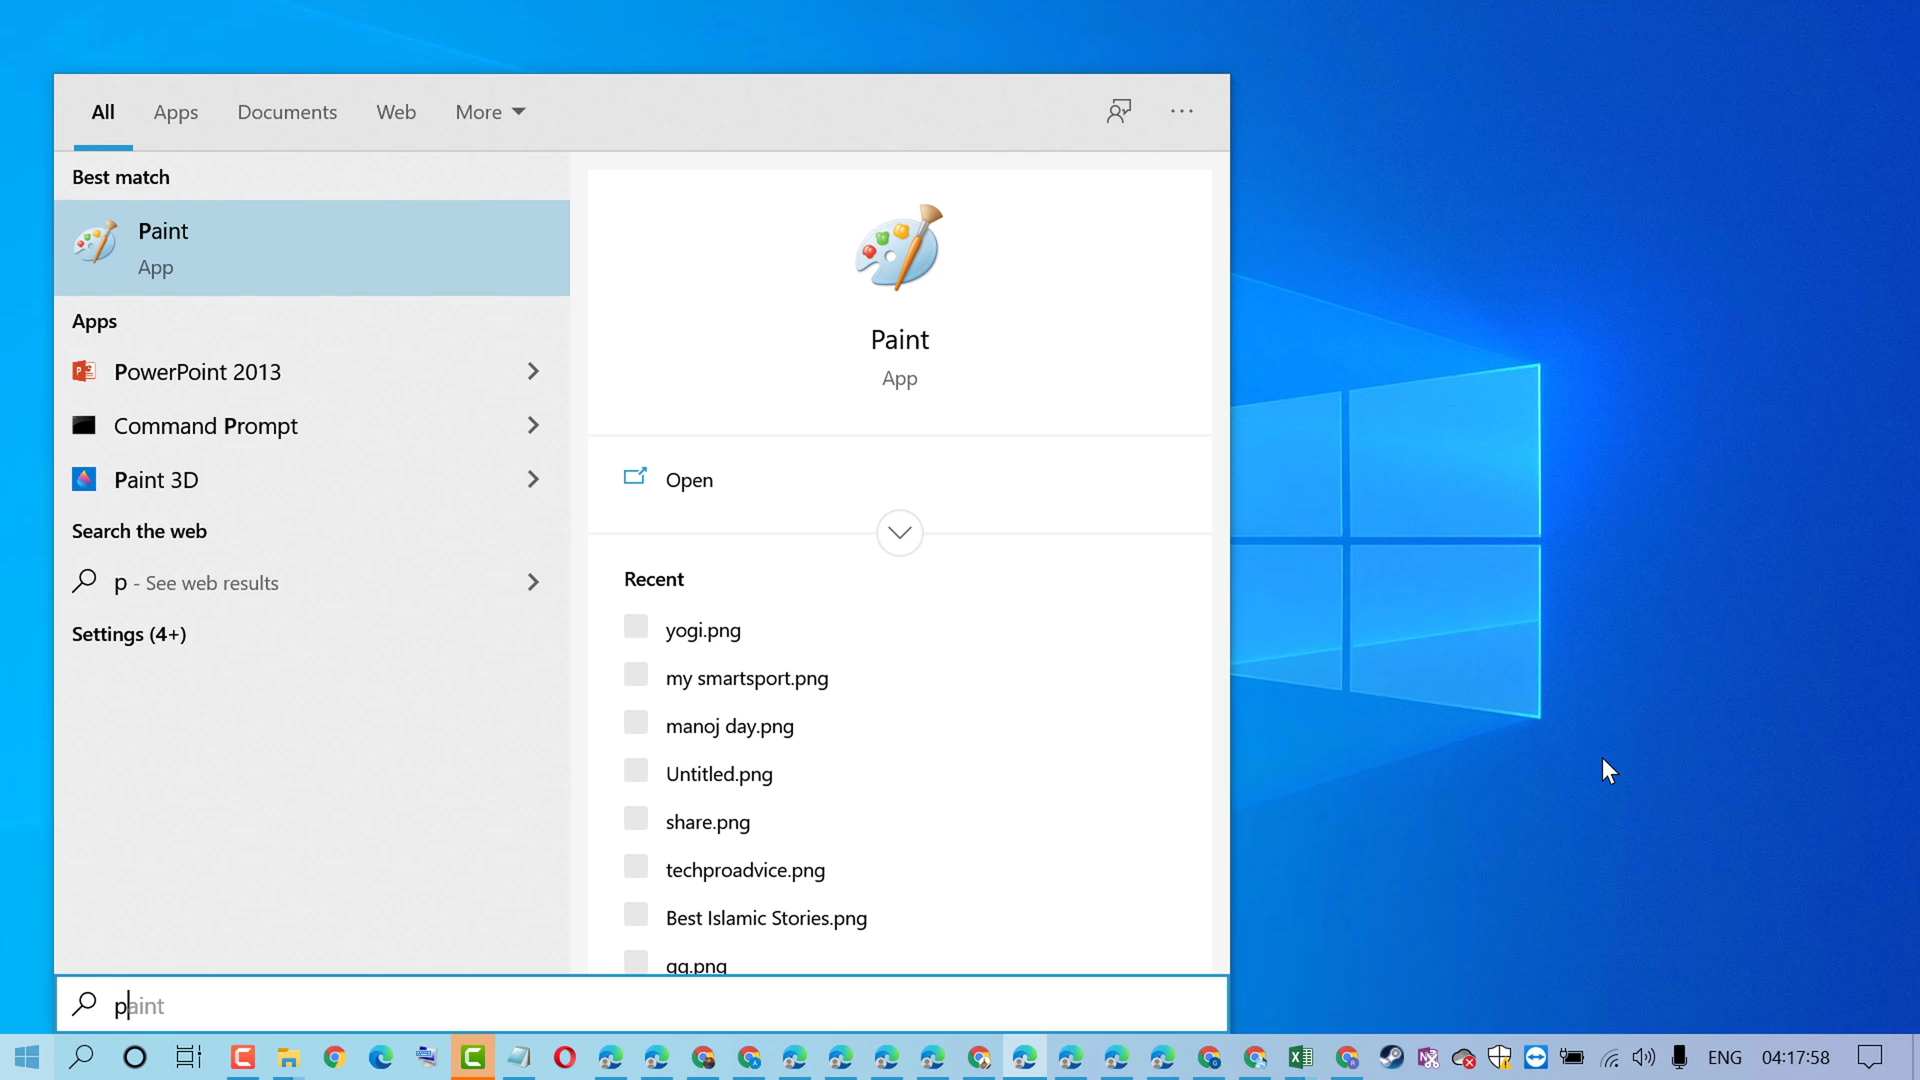 All Apps Documents Web More
Best match
Paint
App
Apps
PowerPoint 2013
Command Prompt
Paint 3D
Search the web
p - See web results
Settings (4+)
Paint
App
Open
Recent
yogi.png
my smartsport.png
manoj day.png
Untitled.png
share.png
techproadvice.png
Best Islamic Stories.png
qq.png
paint
ENG 04:17:58